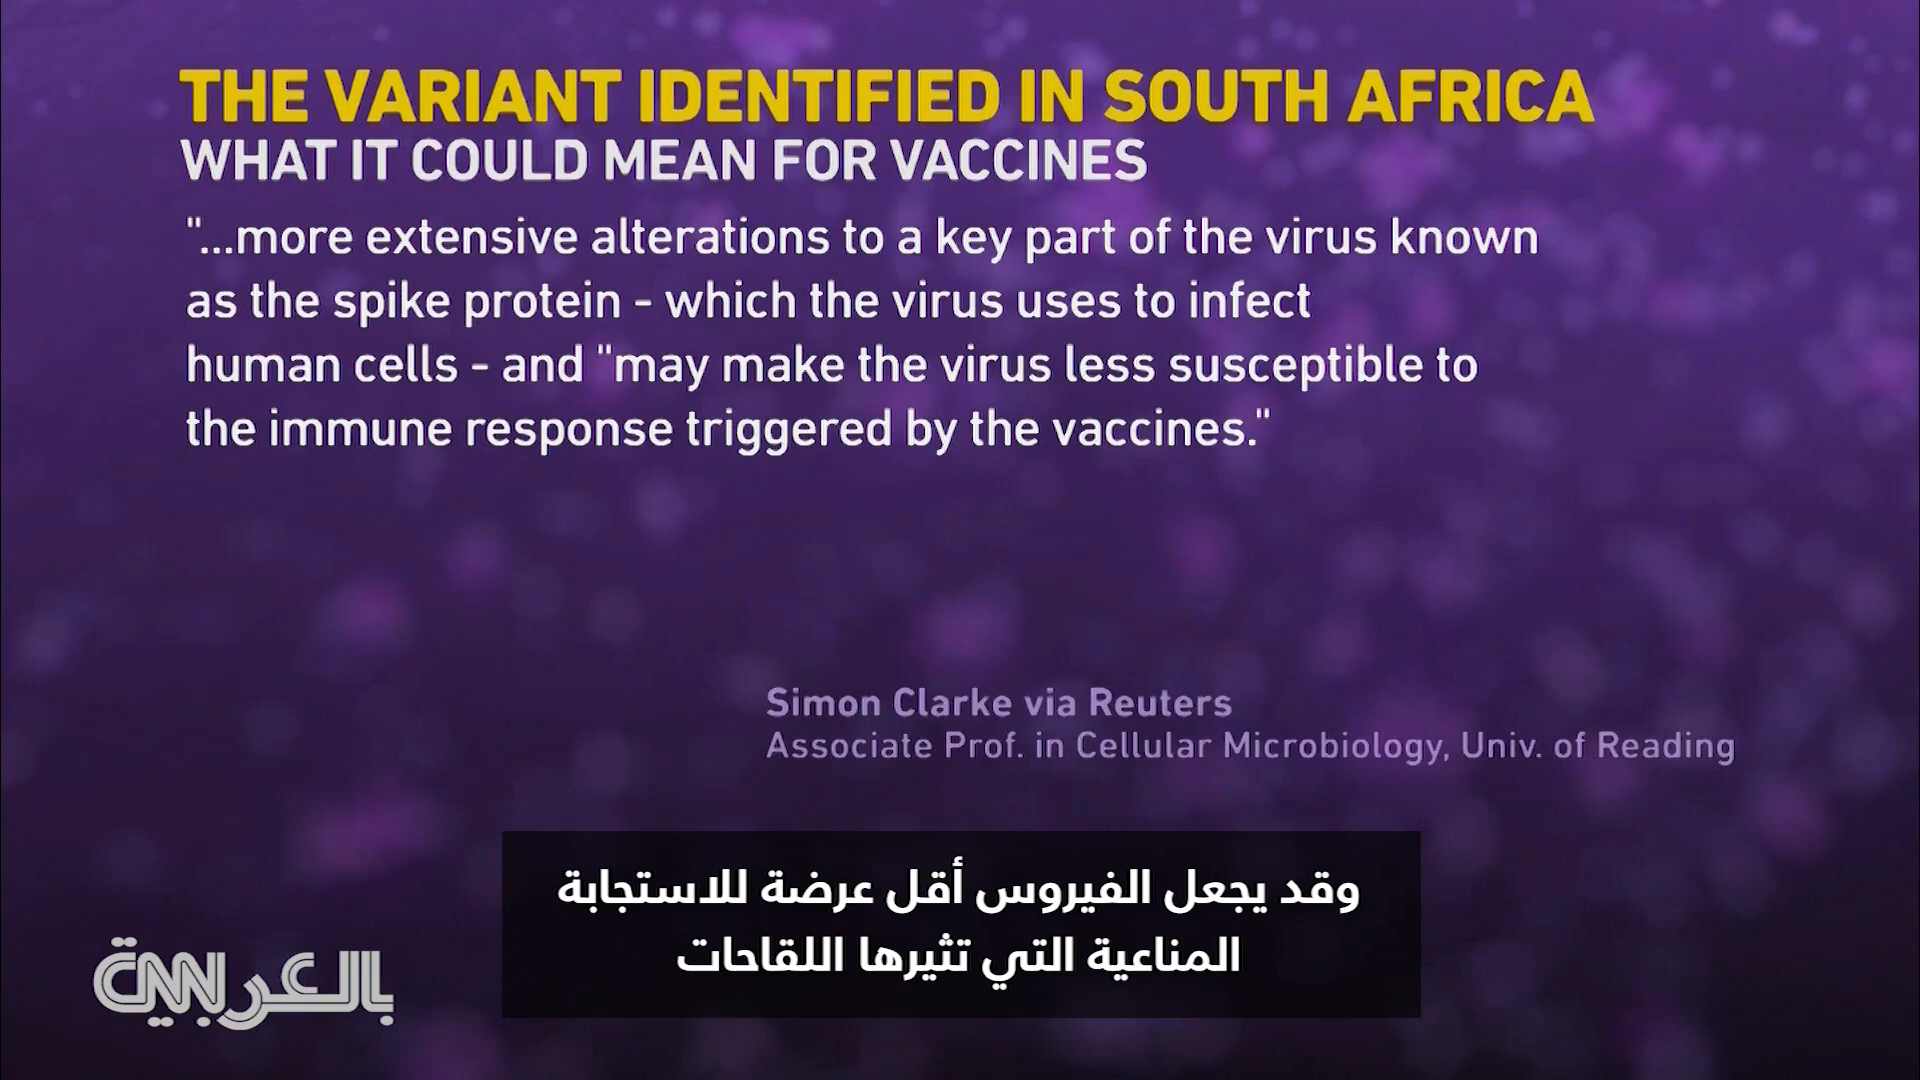 THE VARIANT IDENTIFIED IN SOUTH AFRICA
WHAT IT COULD MEAN FOR VACCINES
"...more extensive alterations to a key part of the virus known
as the spike protein - which the virus uses to infect
human cells - and "may make the virus less susceptible to
the immune response triggered by the vaccines."
Simon Clarke via Reuters
Associate Prof. in Cellular Microbiology, Univ. of Reading
وقد يجعل الفيروس أقل عرضة للاستجابة
المناعية التي تثيرها اللقاحات
CNN بالعربية